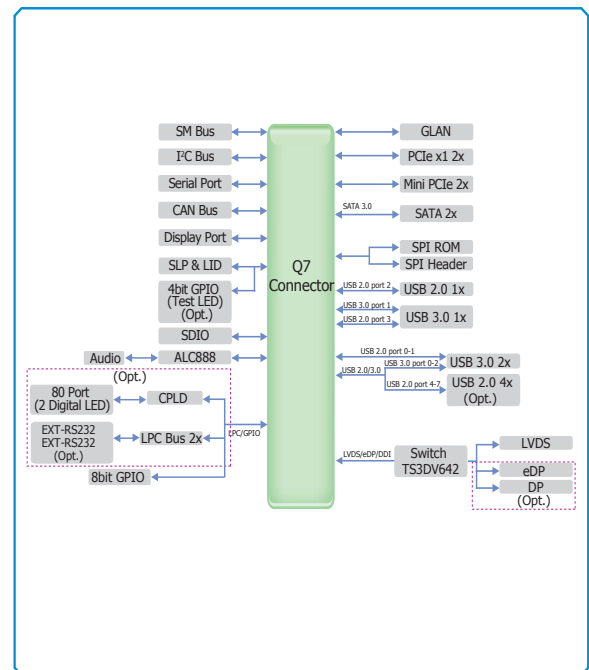 SM Bus
I²C Bus
Serial Port
CAN Bus
Display Port
SLP & LID
4bit GPIO
(Test LED)
(Opt.)
SDIO
Audio
ALC888
(Opt.)
80 Port
(2 Digital LED)
CPLD
EXT-RS232
EXT-RS232
(Opt.)
LPC Bus 2x
LPC/GPIO
8bit GPIO
Q7
Connector
GLAN
PCIe x1 2x
Mini PCIe 2x
SATA 3.0
SATA 2x
SPI ROM
SPI Header
USB 2.0 port 2
USB 2.0 1x
USB 3.0 port 1
USB 2.0 port 3
USB 3.0 1x
USB 2.0 port 0-1
USB 3.0 port 0-2
USB 3.0 2x
USB 2.0/3.0
USB 2.0 port 4-7
USB 2.0 4x
(Opt.)
LVDS/eDP/DDI
Switch
TS3DV642
LVDS
eDP
DP
(Opt.)